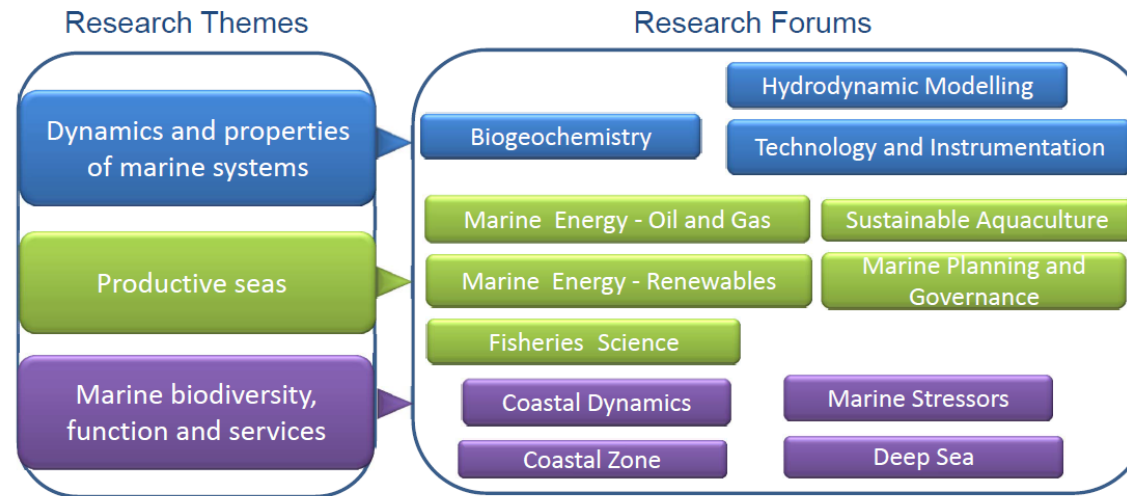 Research Themes
Research Forums
Dynamics and properties
of marine systems
Hydrodynamic Modelling
Biogeochemistry
Technology and Instrumentation
Productive seas
Marine Energy - Oil and Gas
Sustainable Aquaculture
Marine Energy - Renewables
Marine Planning and
Governance
Fisheries Science
Marine biodiversity,
function and services
Coastal Dynamics
Marine Stressors
Coastal Zone
Deep Sea